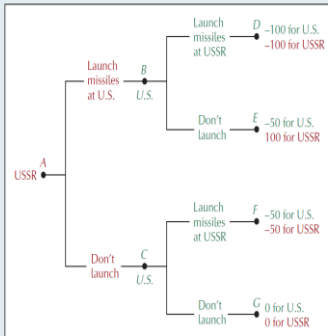 Launch
missiles
at USSR
D
–100 for U.S.
–100 for USSR
Launch
missiles
at U.S.
B
U.S.
Don't
launch
E
–50 for U.S.
100 for USSR
A
USSR
Launch
missiles
at USSR
F
–50 for U.S.
–50 for USSR
Don't
launch
C
U.S.
Don't
launch
G
0 for U.S.
0 for USSR